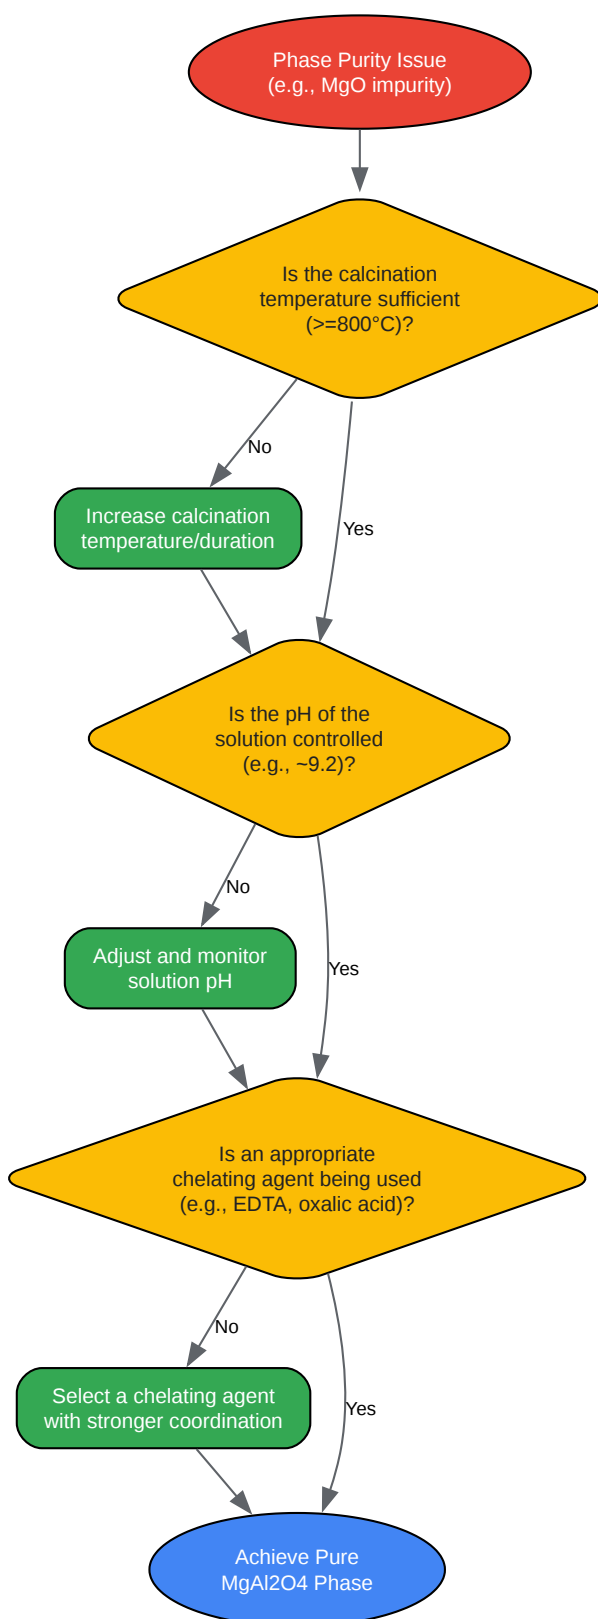 Phase Purity Issue
(e.g., MgO impurity)
Is the calcination
temperature sufficient
(>=800°C)?
No
Yes
Increase calcination
temperature/duration
Is the pH of the
solution controlled
(e.g., ~9.2)?
No
Yes
Adjust and monitor
solution pH
Is an appropriate
chelating agent being used
(e.g., EDTA, oxalic acid)?
No
Yes
Select a chelating agent
with stronger coordination
Achieve Pure
MgAl2O4 Phase